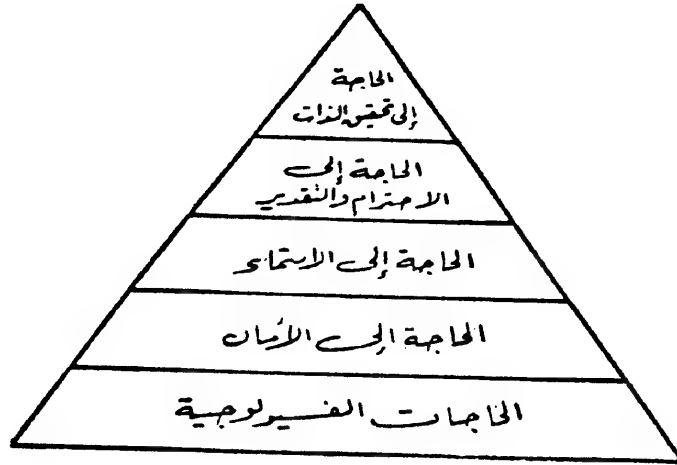 الحاجة
إلى تحقيق الذات
الحاجة إلى
الاحترام والتقدير
الحاجة إلى الانتماء
الحاجة إلى الأمان
الحاجات الفسيولوجية